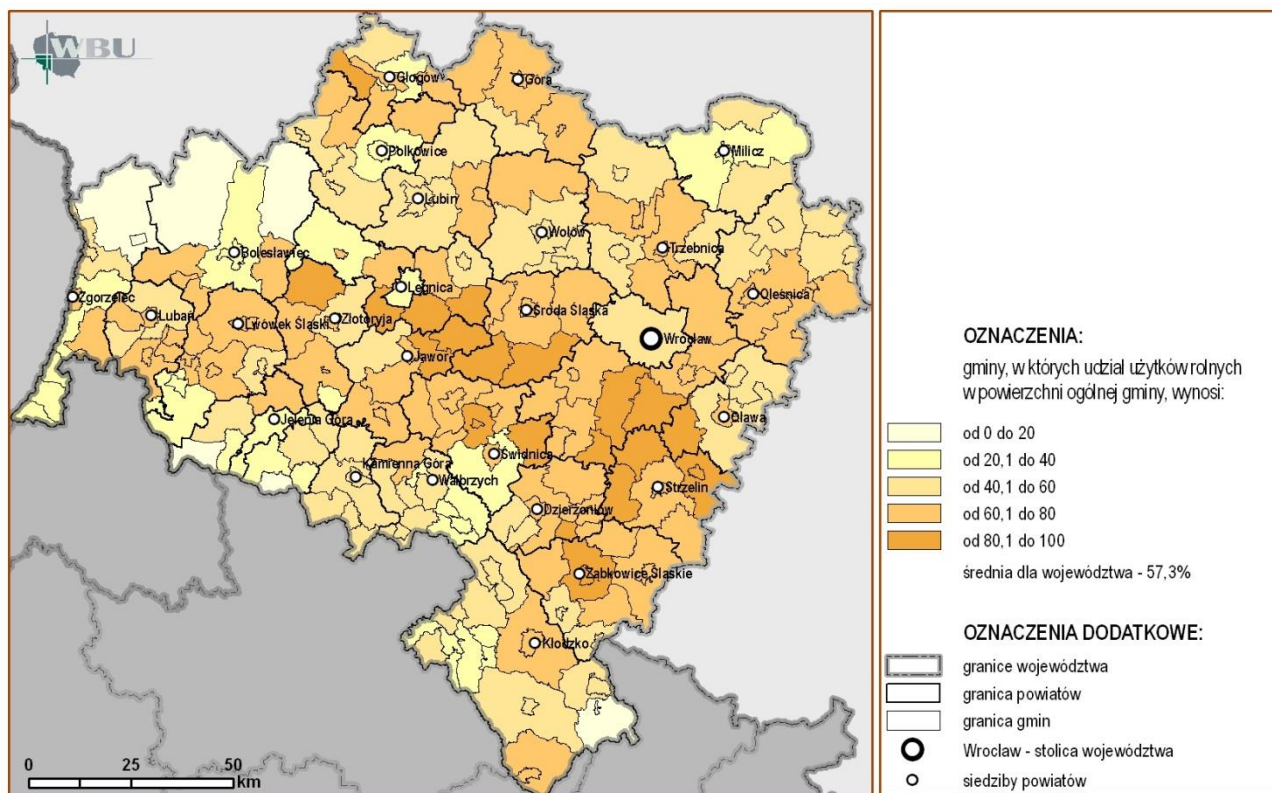 WBU
Głogów
Góra
Polkowice
Milicz
Lubin
Wołów
Trzebnica
Bolesławiec
Legnica
Oleśnica
Zgorzelec
Lubań
Lwówek Śląski
Złotoryja
Środa Śląska
Wrocław
Jawor
Jelenia Góra
Oława
Świdnica
Kamienna Góra
Wałbrzych
Strzelin
Dzierżoniów
Ząbkowice Śląskie
Kłodzko
0 25 50
km
OZNACZENIA:
gminy, w których udział użytków rolnych
w powierzchni ogólnej gminy, wynosi:
od 0 do 20
od 20,1 do 40
od 40,1 do 60
od 60,1 do 80
od 80,1 do 100
średnia dla województwa - 57,3%
OZNACZENIA DODATKOWE:
granice województwa
granica powiatów
granica gmin
Wrocław - stolica województwa
siedziby powiatów